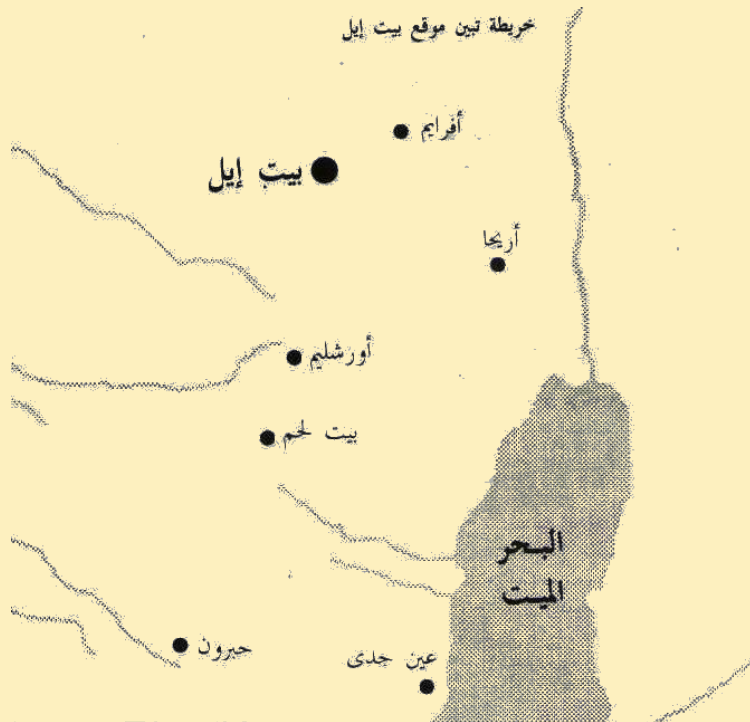 خريطة تبين موقع بيت إيل
أفرايم
بيت إيل
أريحا
أورشليم
بيت لحم
البحر
الميت
حبرون
عين جدى